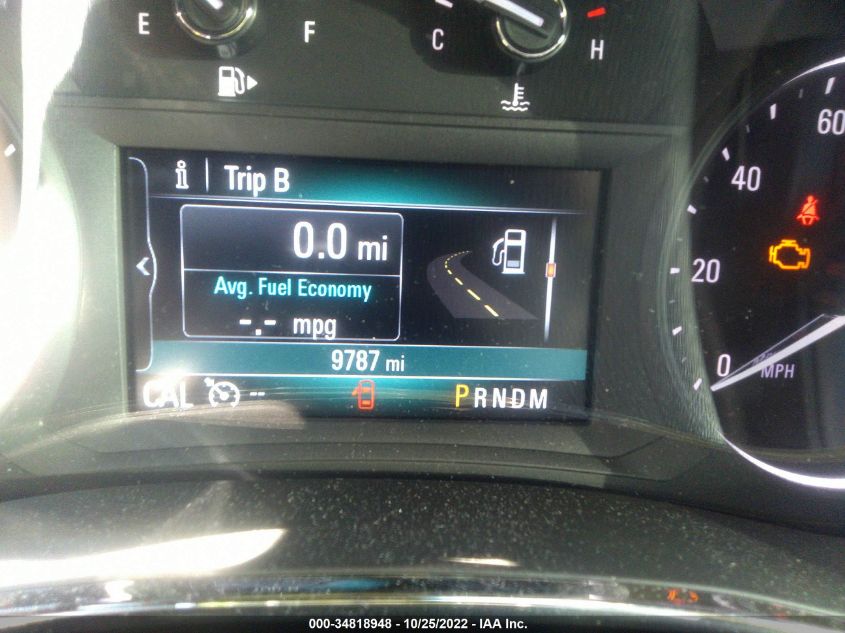 E F C H
60
40
20
0
MPH
i Trip B
0.0 mi
Avg. Fuel Economy
-.- mpg
9787 mi
CAL -- PRNDM
000-34818948 - 10/25/2022 - IAA Inc.